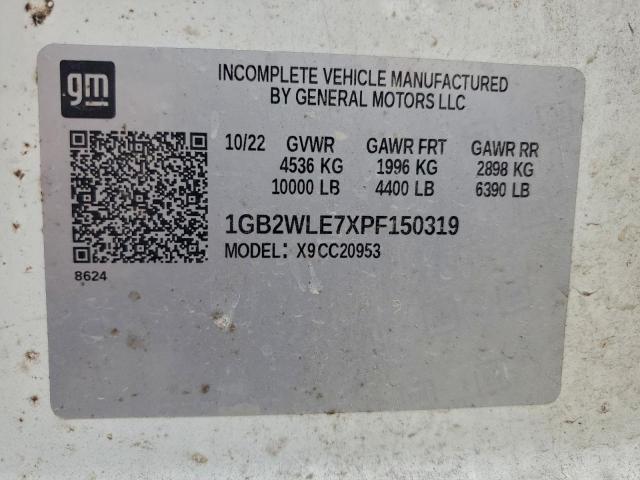 gm
INCOMPLETE VEHICLE MANUFACTURED
BY GENERAL MOTORS LLC
10/22 GVWR GAWR FRT GAWR RR
4536 KG 1996 KG 2898 KG
10000 LB 4400 LB 6390 LB
1GB2WLE7XPF150319
MODEL: X9CC20953
8624